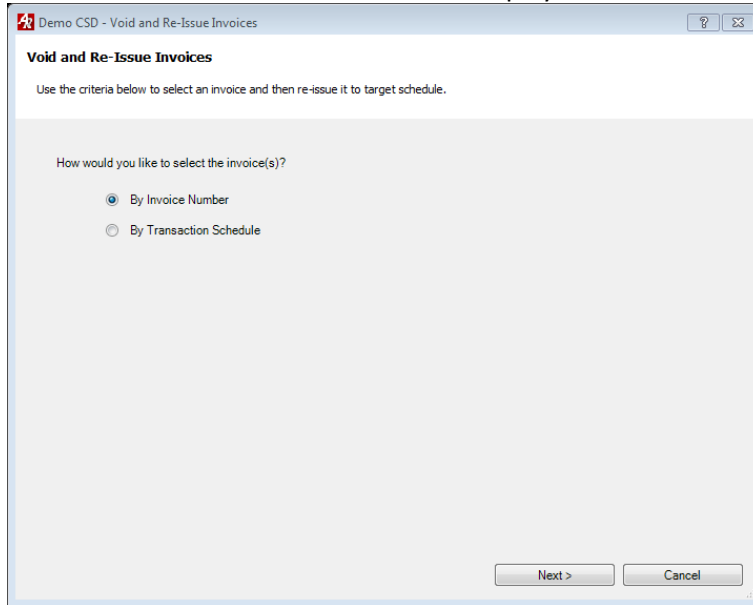 Demo CSD - Void and Re-Issue Invoices
Void and Re-Issue Invoices
Use the criteria below to select an invoice and then re-issue it to target schedule.
How would you like to select the invoice(s)?
By Invoice Number
By Transaction Schedule
Next >
Cancel